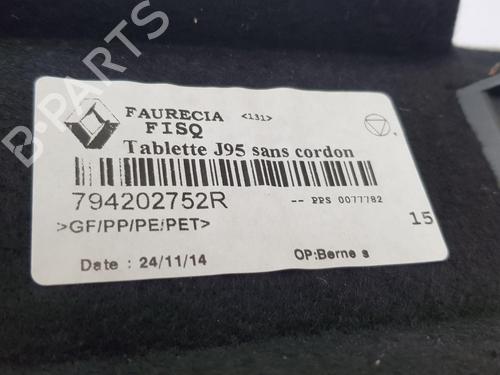 FAURECIA <131>
FISQ
Tablette J95 sans cordon
794202752R -- PPS 0077782
>GF/PP/PE/PET< 15
Date : 24/11/14 OP:Berne s
B-PARTS